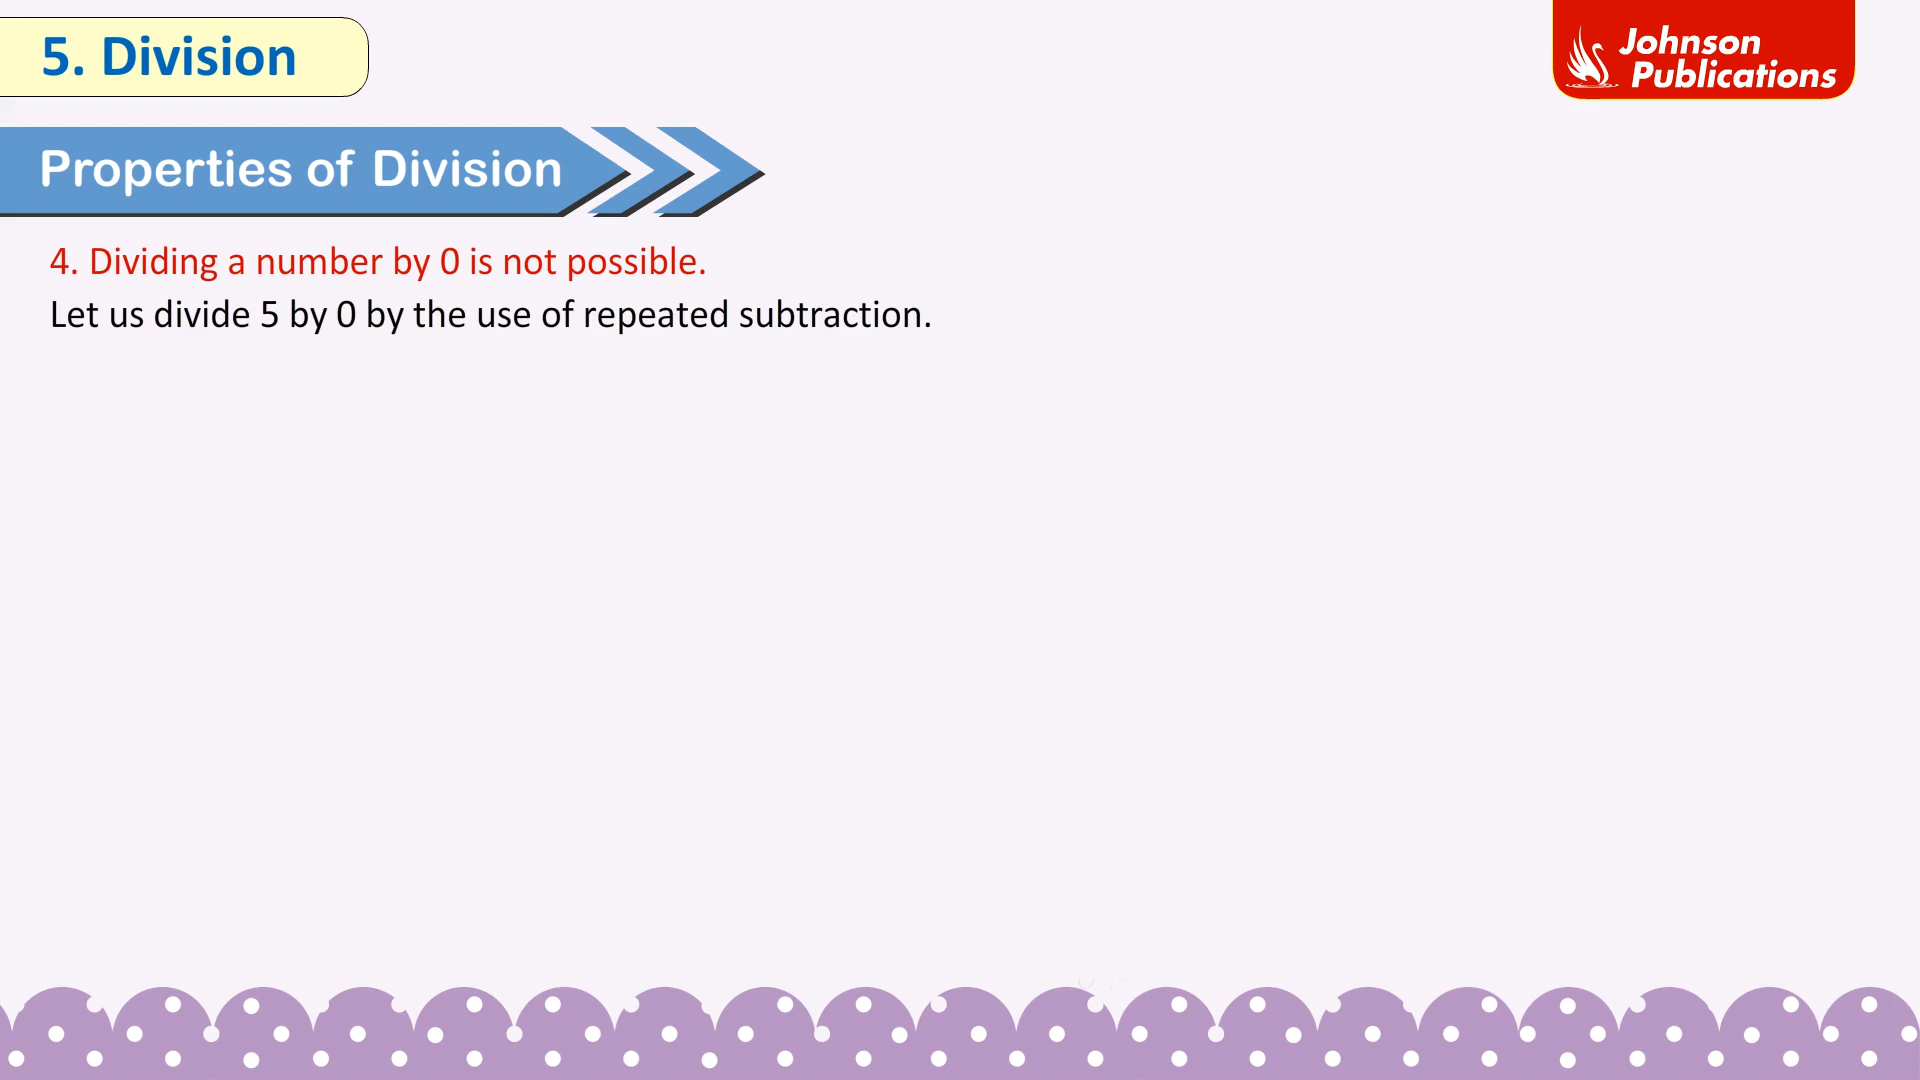 5. Division
Johnson
Publications
Properties of Division
4. Dividing a number by 0 is not possible.
Let us divide 5 by 0 by the use of repeated subtraction.